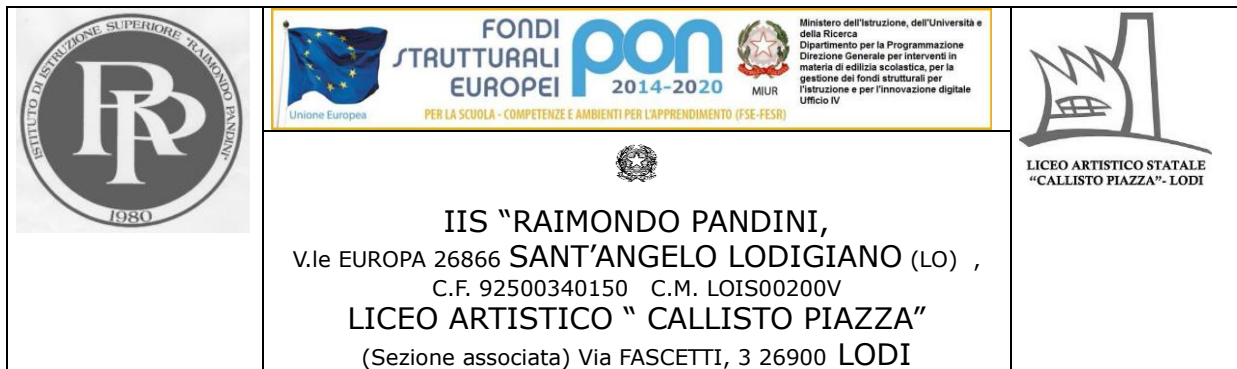 ISTITUTO DI ISTRUZIONE SUPERIORE "RAIMONDO PANDINI"
PR
1980
Unione Europea
FONDI
STRUTTURALI
EUROPEI
pon
2014-2020
MIUR
Ministero dell'Istruzione, dell'Università e
della Ricerca
Dipartimento per la Programmazione
Direzione Generale per interventi in
materia di edilizia scolastica, per la
gestione dei fondi strutturali per
l'istruzione e per l'innovazione digitale
Ufficio IV
PER LA SCUOLA - COMPETENZE E AMBIENTI PER L'APPRENDIMENTO (FSE-FESR)
LICEO ARTISTICO STATALE
"CALLISTO PIAZZA"- LODI
IIS “RAIMONDO PANDINI,
V.le EUROPA 26866 SANT’ANGELO LODIGIANO (LO) ,
C.F. 92500340150 C.M. LOIS00200V
LICEO ARTISTICO “ CALLISTO PIAZZA”
(Sezione associata) Via FASCETTI, 3 26900 LODI